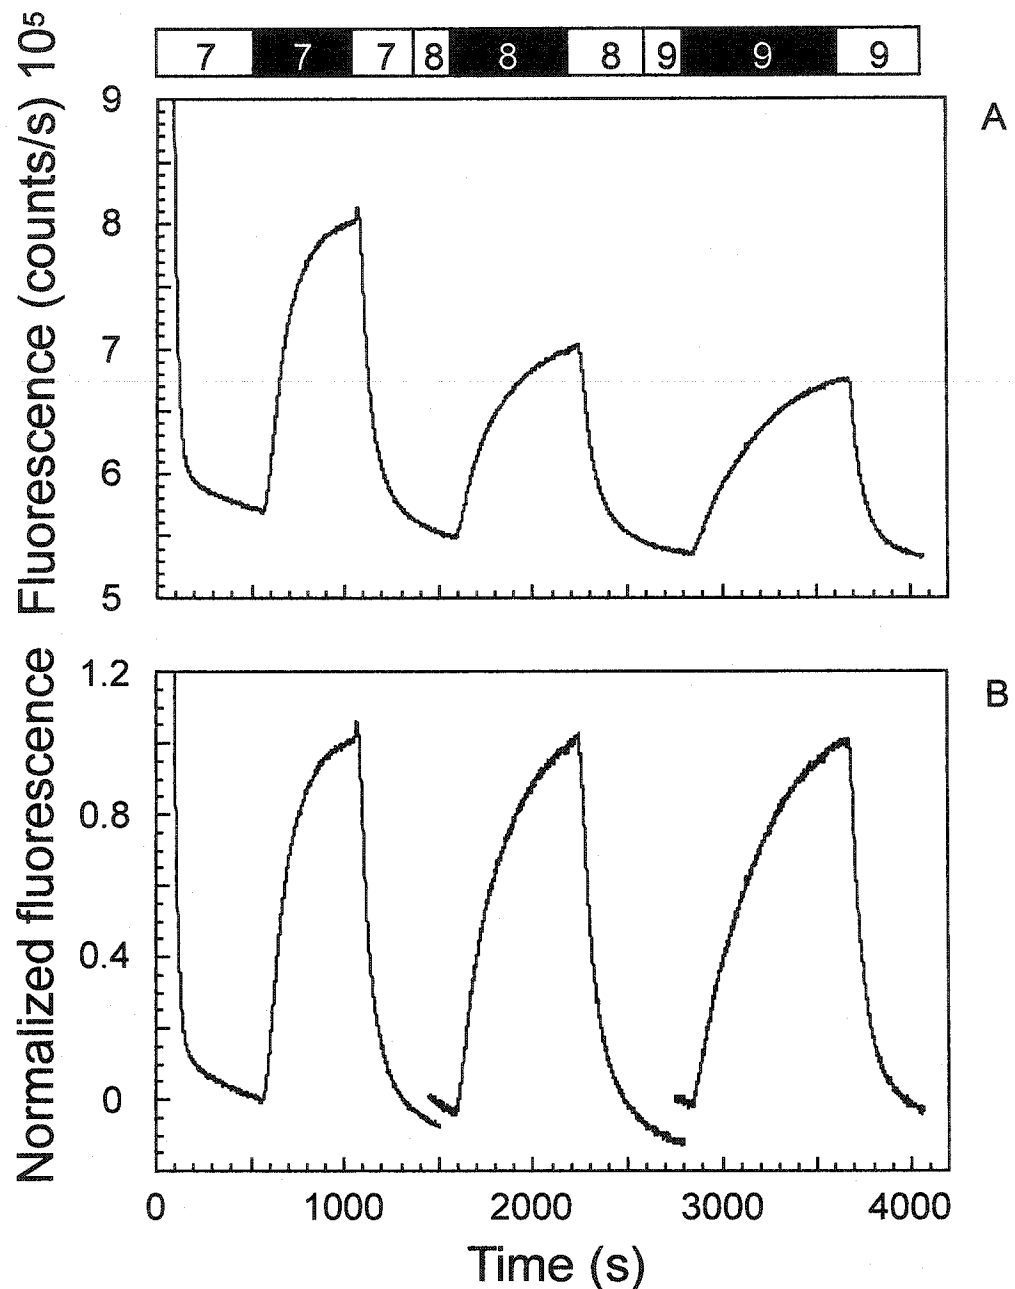 7 7 7 8 8 8 9 9 9
A
Fluorescence (counts/s) 10⁵
9
8
7
6
5
B
Normalized fluorescence
1.2
0.8
0.4
0
0 1000 2000 3000 4000
Time (s)